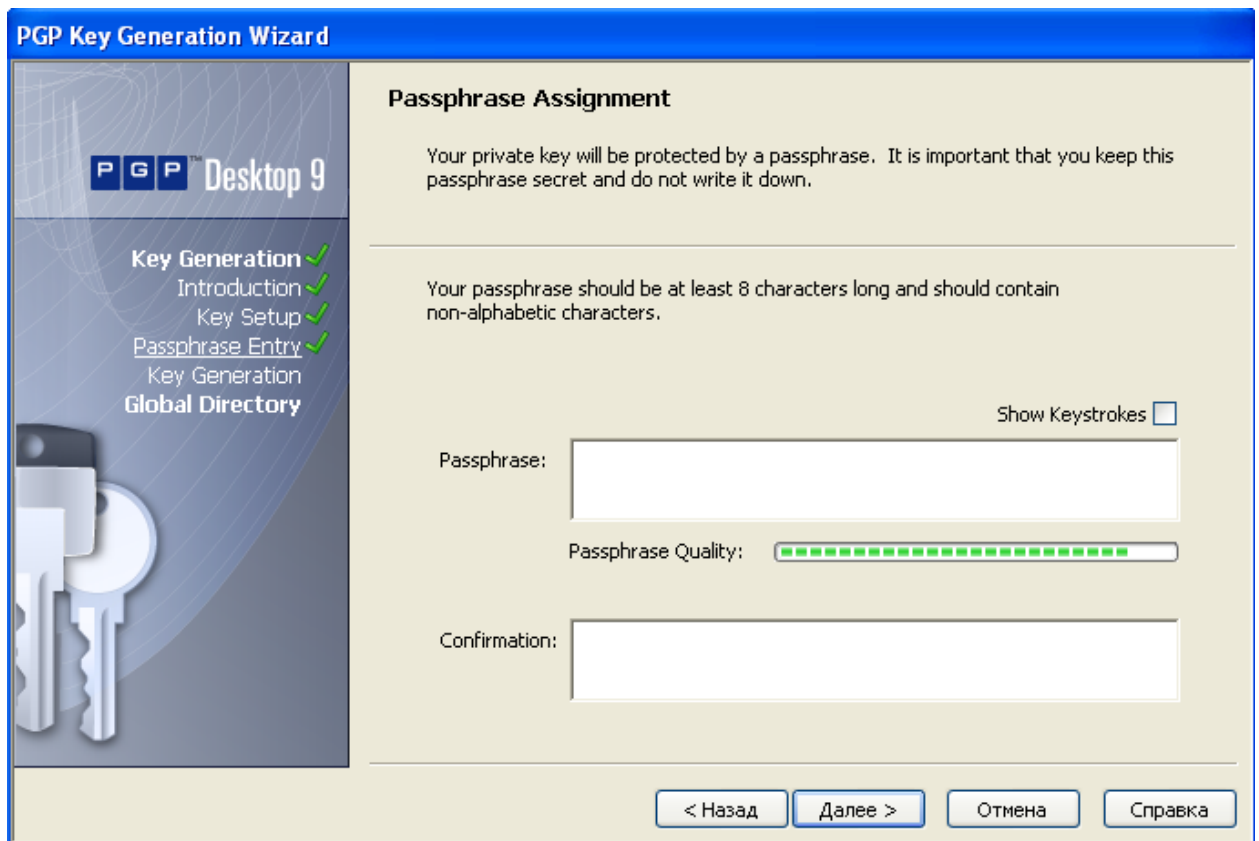 PGP Key Generation Wizard
PGP™ Desktop 9
Key Generation
Introduction
Key Setup
Passphrase Entry
Key Generation
Global Directory
Passphrase Assignment
Your private key will be protected by a passphrase. It is important that you keep this
passphrase secret and do not write it down.
Your passphrase should be at least 8 characters long and should contain
non-alphabetic characters.
Show Keystrokes
Passphrase:
Passphrase Quality:
Confirmation:
< Назад
Далее >
Отмена
Справка